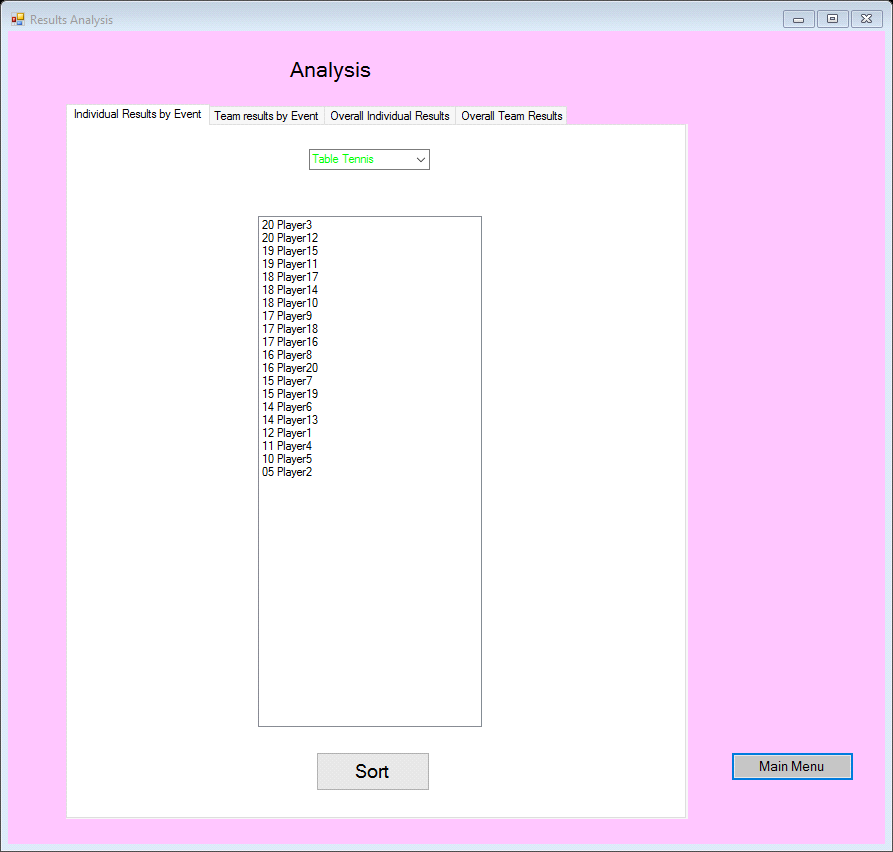 Results Analysis
Analysis
Individual Results by Event Team results by Event Overall Individual Results Overall Team Results
Table Tennis
20 Player3
20 Player12
19 Player15
19 Player11
18 Player17
18 Player14
18 Player10
17 Player9
17 Player18
17 Player16
16 Player8
16 Player20
15 Player7
15 Player19
14 Player6
14 Player13
12 Player1
11 Player4
10 Player5
05 Player2
Sort
Main Menu